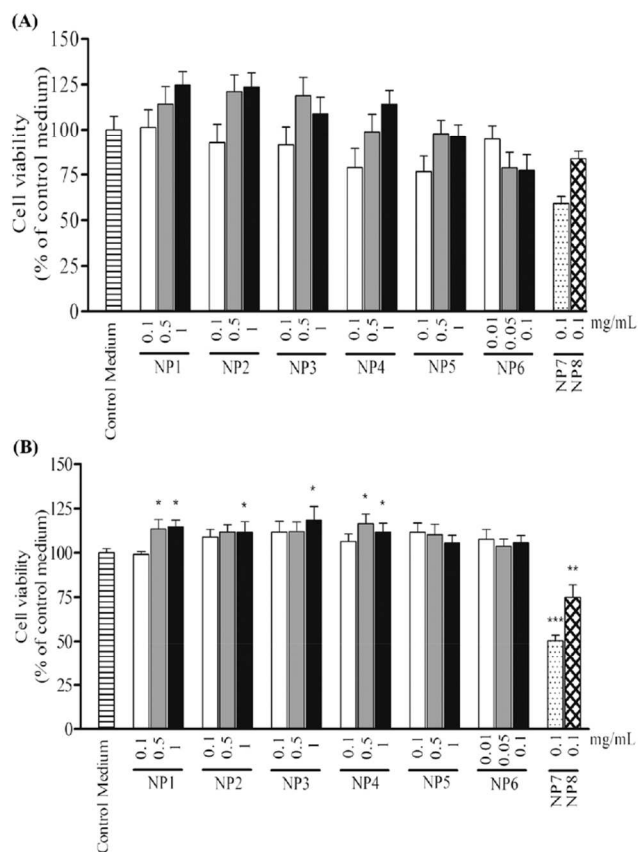 (A)
Cell viability
(% of control medium)
150
125
100
75
50
25
0
Control Medium
0.1 0.5 1 0.1 0.5 1 0.1 0.5 1 0.1 0.5 1 0.1 0.5 1 0.01 0.05 0.1 0.1 0.1 mg/mL
NP1 NP2 NP3 NP4 NP5 NP6 NP7 NP8
(B)
Cell viability
(% of control medium)
150
125
100
75
50
25
0
* * * * * * *** **
Control Medium
0.1 0.5 1 0.1 0.5 1 0.1 0.5 1 0.1 0.5 1 0.1 0.5 1 0.01 0.05 0.1 0.1 0.1 mg/mL
NP1 NP2 NP3 NP4 NP5 NP6 NP7 NP8